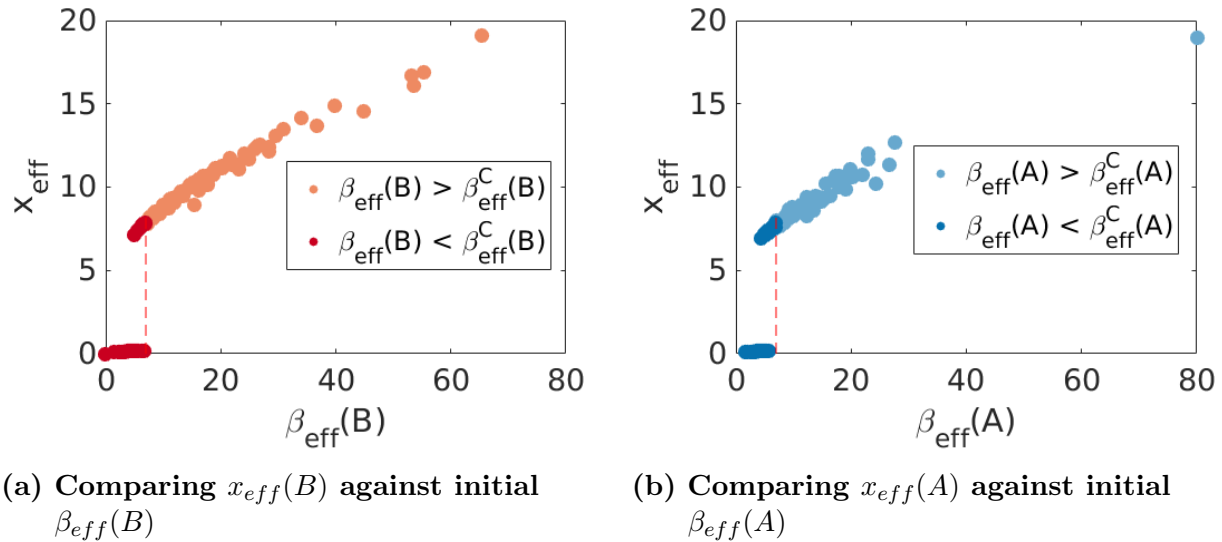 20
15
10
5
0
x_eff
β_eff(B) > β^C_eff(B)
β_eff(B) < β^C_eff(B)
0 20 40 60 80
β_eff(B)
20
15
10
5
0
x_eff
β_eff(A) > β^C_eff(A)
β_eff(A) < β^C_eff(A)
0 20 40 60 80
β_eff(A)
(a) Comparing x_eff(B) against initial
β_eff(B)
(b) Comparing x_eff(A) against initial
β_eff(A)